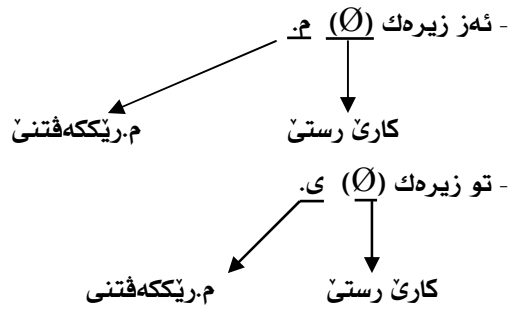 - ئەز زیرەك (Ø) م.
كارێ رستێ م.رێككەڤتنێ
- تو زیرەك (Ø) ی.
كارێ رستێ م.رێككەڤتنی